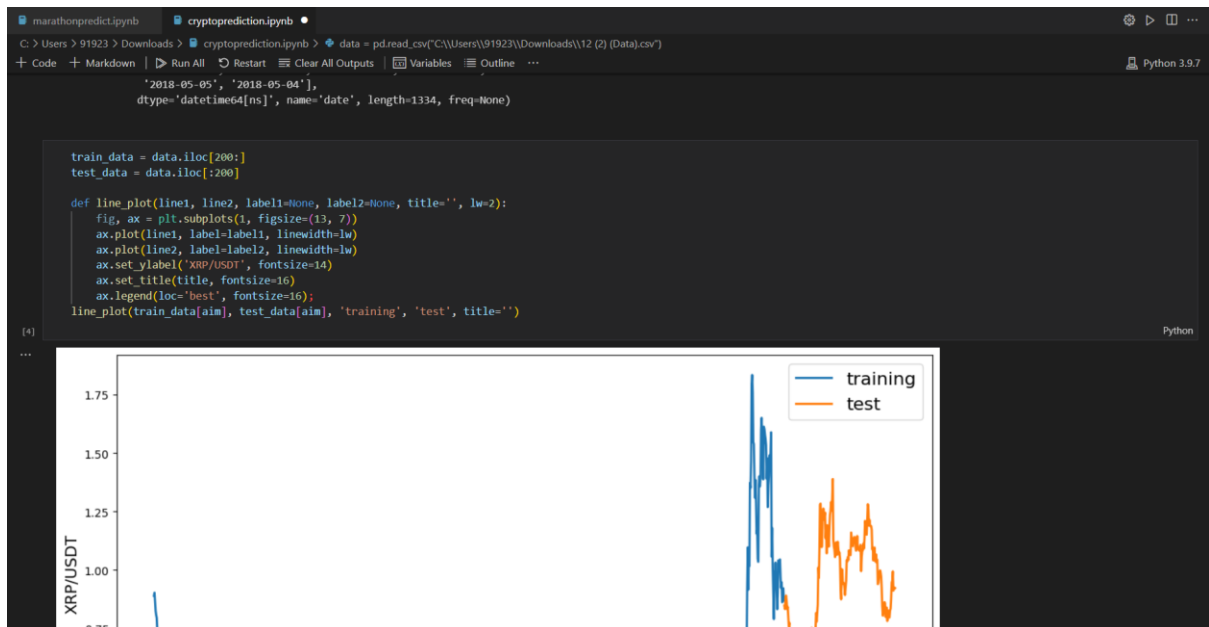 marathonpredict.ipynb cryptoprediction.ipynb
C: > Users > 91923 > Downloads > cryptoprediction.ipynb > data = pd.read_csv("C:\\Users\\91923\\Downloads\\12 (2) (Data).csv")
+ Code + Markdown | Run All Restart Clear All Outputs | Variables Outline ··· Python 3.9.7
'2018-05-05', '2018-05-04'],
dtype='datetime64[ns]', name='date', length=1334, freq=None)
train_data = data.iloc[200:]
test_data = data.iloc[:200]
def line_plot(line1, line2, label1=None, label2=None, title='', lw=2):
fig, ax = plt.subplots(1, figsize=(13, 7))
ax.plot(line1, label=label1, linewidth=lw)
ax.plot(line2, label=label2, linewidth=lw)
ax.set_ylabel('XRP/USDT', fontsize=14)
ax.set_title(title, fontsize=16)
ax.legend(loc='best', fontsize=16);
line_plot(train_data[aim], test_data[aim], 'training', 'test', title='')
[4] Python
training
test
1.75
1.50
1.25
1.00
XRP/USDT